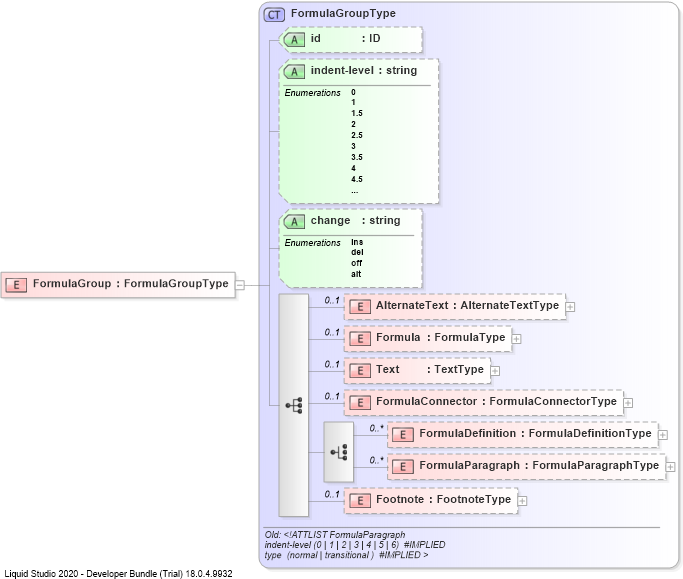 CT FormulaGroupType
A id : ID
A indent-level : string
Enumerations 0
1
1.5
2
2.5
3
3.5
4
4.5
...
A change : string
Enumerations ins
del
off
alt
E FormulaGroup : FormulaGroupType
0..1 E AlternateText : AlternateTextType
0..1 E Formula : FormulaType
0..1 E Text : TextType
0..1 E FormulaConnector : FormulaConnectorType
0..* E FormulaDefinition : FormulaDefinitionType
0..* E FormulaParagraph : FormulaParagraphType
0..1 E Footnote : FootnoteType
Old: <!ATTLIST FormulaParagraph
indent-level (0 | 1 | 2 | 3 | 4 | 5 | 6) #IMPLIED
type (normal | transitional ) #IMPLIED >
Liquid Studio 2020 - Developer Bundle (Trial) 18.0.4.9932